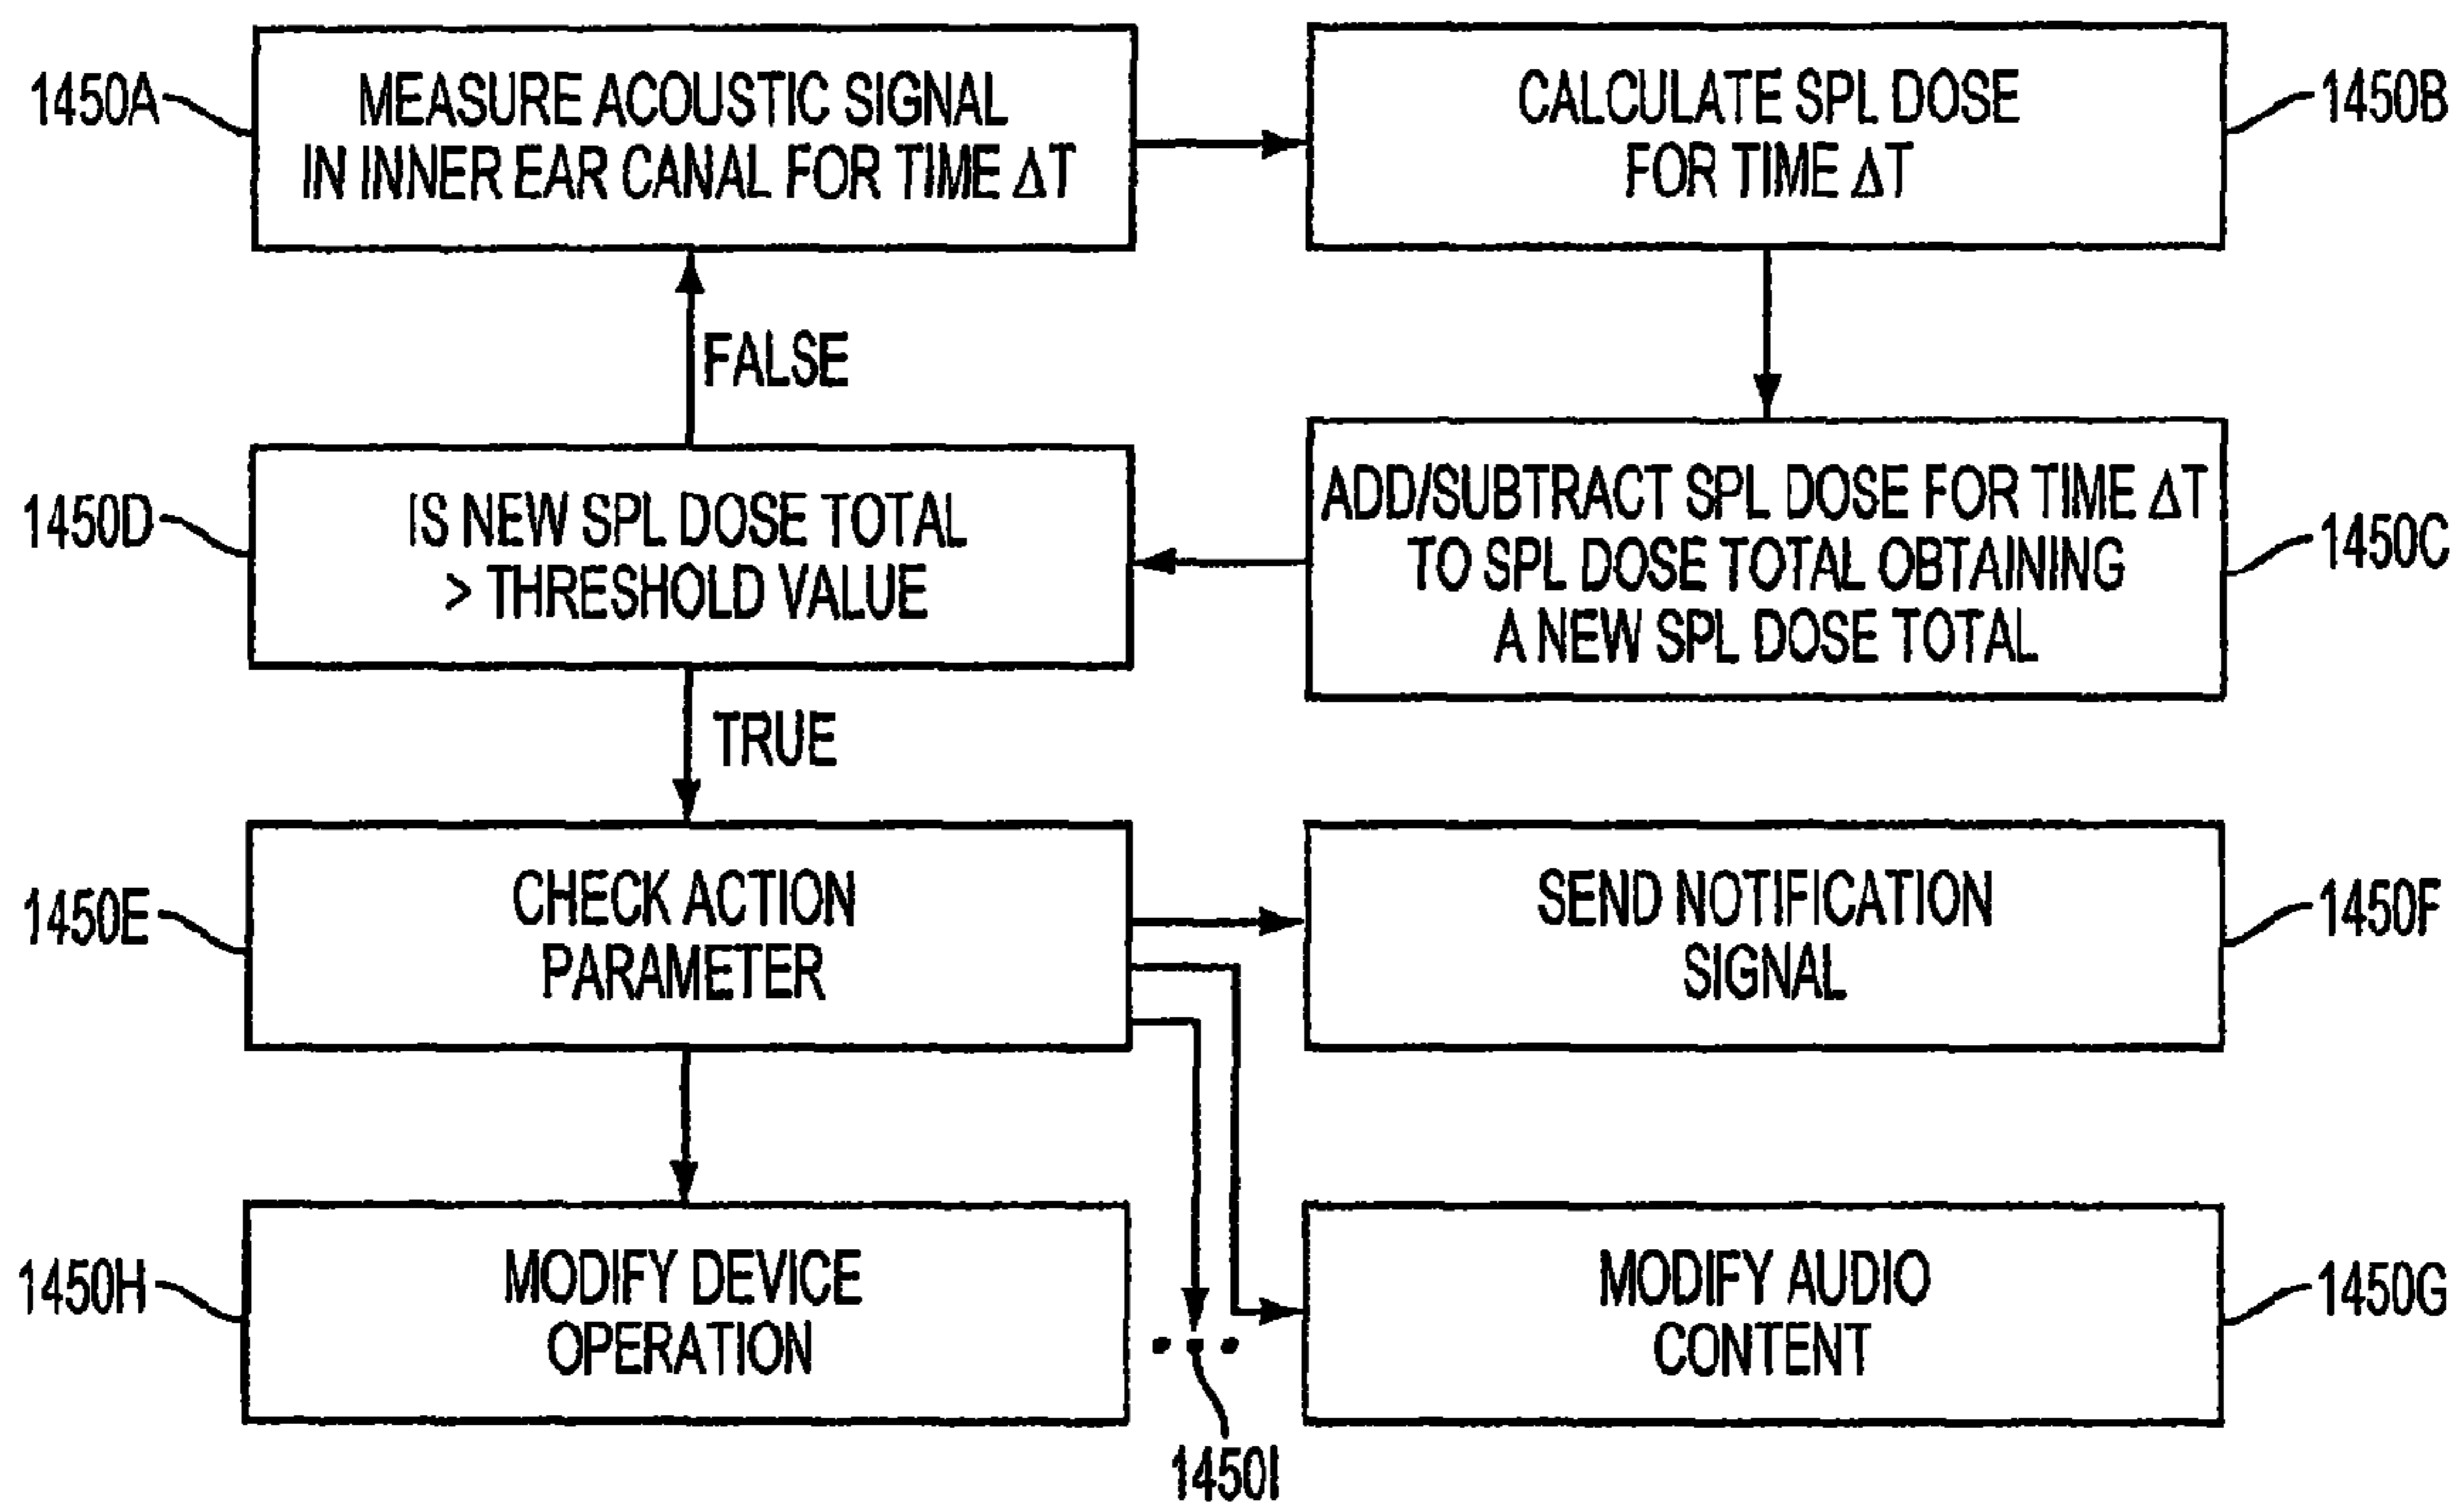 1450A
MEASURE ACOUSTIC SIGNAL
IN INNER EAR CANAL FOR TIME ΔT
CALCULATE SPL DOSE
FOR TIME ΔT
1450B
FALSE
1450D
IS NEW SPL DOSE TOTAL
> THRESHOLD VALUE
ADD/SUBTRACT SPL DOSE FOR TIME ΔT
TO SPL DOSE TOTAL OBTAINING
A NEW SPL DOSE TOTAL
1450C
TRUE
1450E
CHECK ACTION
PARAMETER
SEND NOTIFICATION
SIGNAL
1450F
1450H
MODIFY DEVICE
OPERATION
• • •
1450I
MODIFY AUDIO
CONTENT
1450G